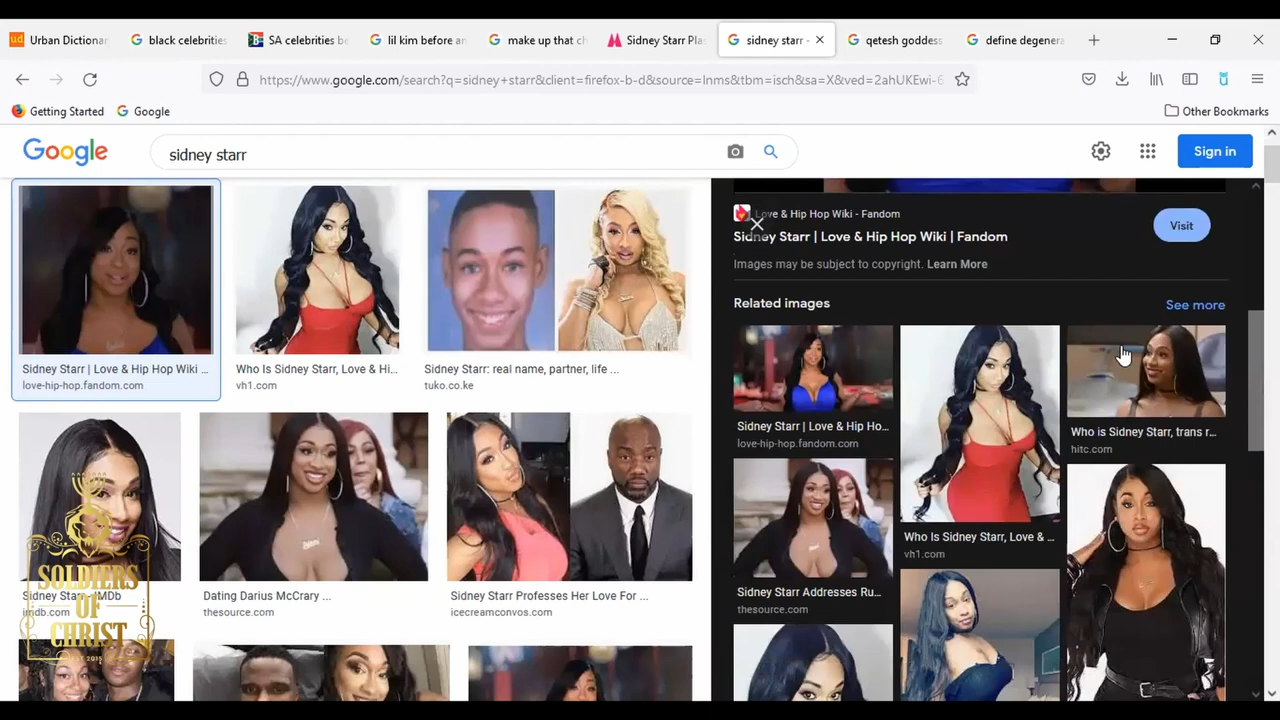 Urban Dictionar
black celebrities
SA celebrities be
lil kim before an
make up that ch
Sidney Starr Pla
sidney starr -
qetesh goddess
define degenera
https://www.google.com/search?q=sidney+starr&client=firefox-b-d&source=lnms&tbm=isch&sa=X&ved=2ahUKEwi-6
Getting Started
Google
Other Bookmarks
Google
sidney starr
Sign in
Sidney Starr | Love & Hip Hop Wiki ...
love-hip-hop.fandom.com
Who Is Sidney Starr, Love & Hi...
vh1.com
Sidney Starr: real name, partner, life ...
tuko.co.ke
Sidney Sta
IMDb
imdb.com
Dating Darius McCrary ...
thesource.com
Sidney Starr Professes Her Love For ...
icecreamconvos.com
Love & Hip Hop Wiki - Fandom
Sidney Starr | Love & Hip Hop Wiki | Fandom
Visit
Images may be subject to copyright. Learn More
Related images
See more
Sidney Starr | Love & Hip Ho...
love-hip-hop.fandom.com
Who is Sidney Starr, trans r...
hitc.com
Who Is Sidney Starr, Love & ...
vh1.com
Sidney Starr Addresses Ru...
thesource.com
SOLDIERS
OF
CHRIST
EST 2015